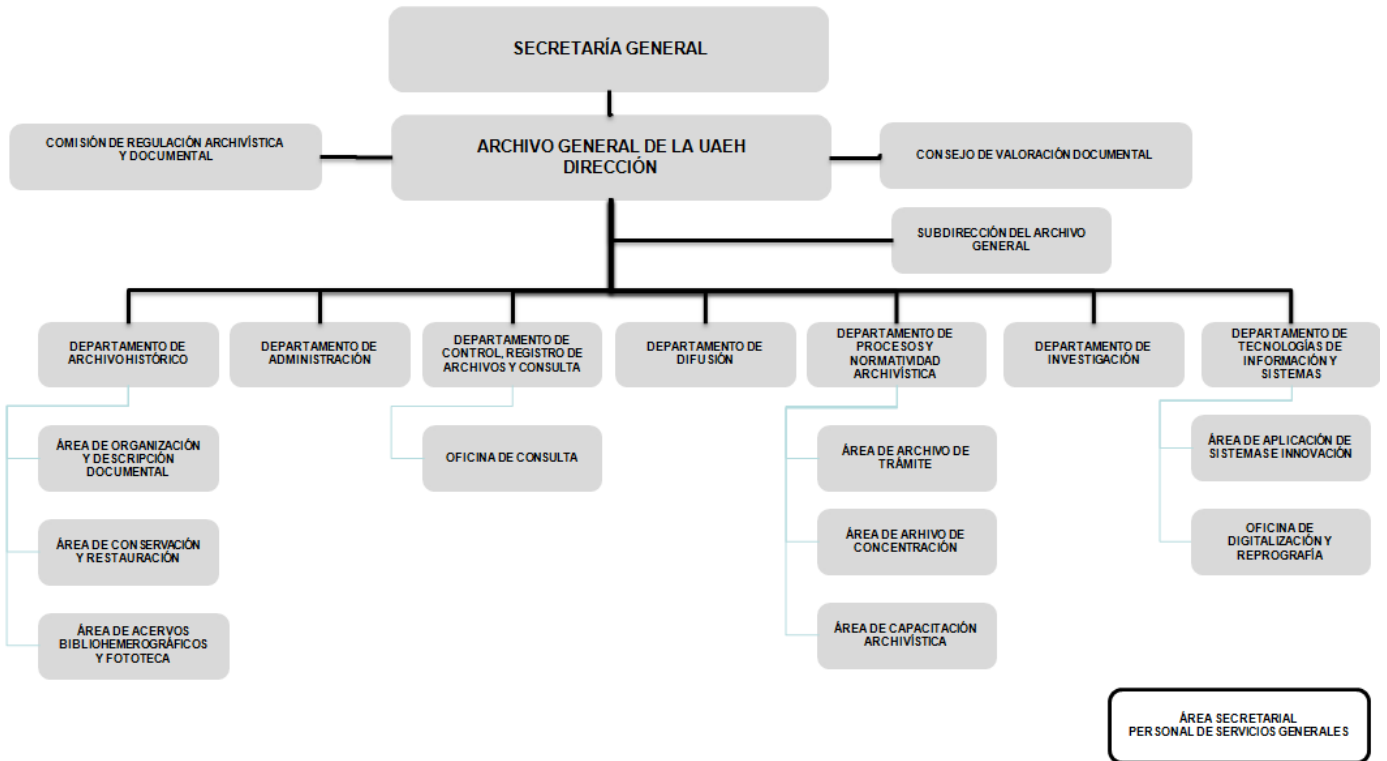 SECRETARÍA GENERAL
COMISIÓN DE REGULACIÓN ARCHIVÍSTICA
Y DOCUMENTAL
ARCHIVO GENERAL DE LA UAEH
DIRECCIÓN
CONSEJO DE VALORACIÓN DOCUMENTAL
SUBDIRECCIÓN DEL ARCHIVO
GENERAL
DEPARTAMENTO DE
ARCHIVO HISTÓRICO
DEPARTAMENTO DE
ADMINISTRACIÓN
DEPARTAMENTO DE
CONTROL, REGISTRO DE
ARCHIVOS Y CONSULTA
DEPARTAMENTO DE
DIFUSIÓN
DEPARTAMENTO DE
PROCESOS Y
NORMATIVIDAD
ARCHIVÍSTICA
DEPARTAMENTO DE
INVESTIGACIÓN
DEPARTAMENTO DE
TECNOLOGÍAS DE
INFORMACIÓN Y
SISTEMAS
ÁREA DE ORGANIZACIÓN
Y DESCRIPCIÓN
DOCUMENTAL
OFICINA DE CONSULTA
ÁREA DE ARCHIVO DE
TRÁMITE
ÁREA DE APLICACIÓN DE
SISTEMAS E INNOVACIÓN
ÁREA DE CONSERVACIÓN
Y RESTAURACIÓN
ÁREA DE ARHIVO DE
CONCENTRACIÓN
OFICINA DE
DIGITALIZACIÓN Y
REPROGRAFÍA
ÁREA DE ACERVOS
BIBLIOHEMEROGRÁFICOS
Y FOTOTECA
ÁREA DE CAPACITACIÓN
ARCHIVÍSTICA
ÁREA SECRETARIAL
PERSONAL DE SERVICIOS GENERALES